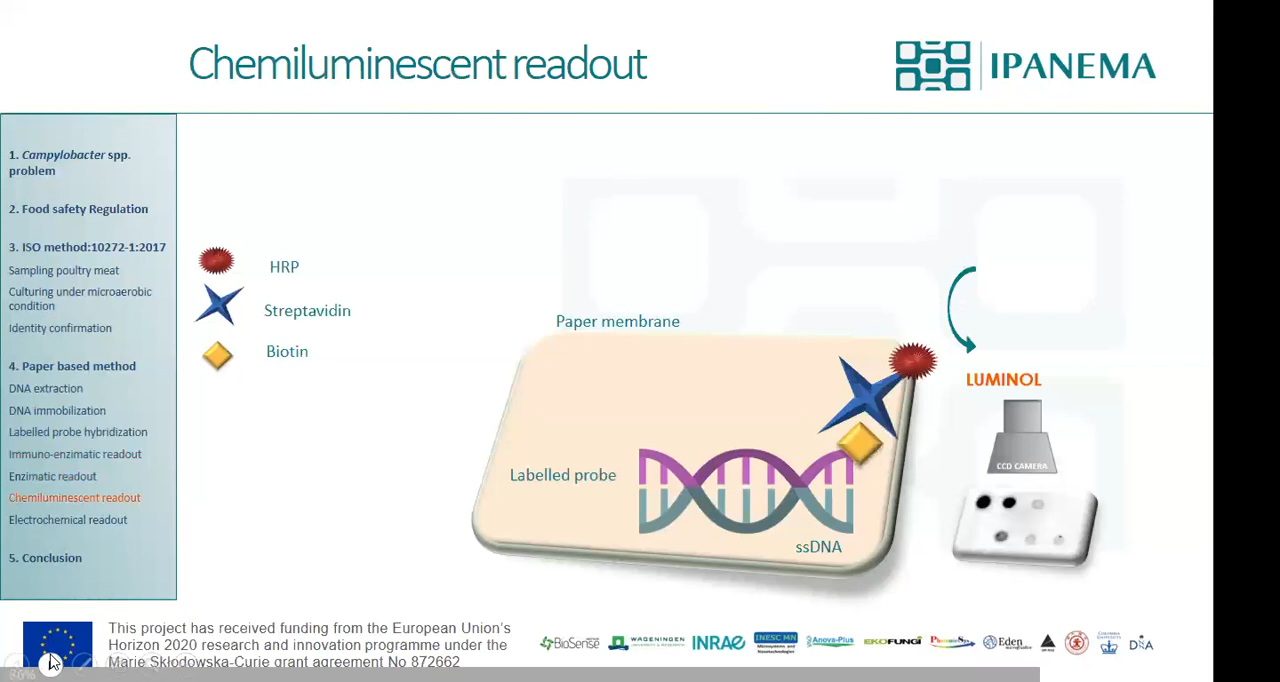 Chemiluminescent readout
IPANEMA
1. Campylobacter spp.
problem
2. Food safety Regulation
3. ISO method:10272-1:2017
Sampling poultry meat
Culturing under microaerobic
condition
Identity confirmation
4. Paper based method
DNA extraction
DNA immobilization
Labelled probe hybridization
Immuno-enzimatic readout
Enzimatic readout
Chemiluminescent readout
Electrochemical readout
5. Conclusion
HRP
Streptavidin
Biotin
Paper membrane
Labelled probe
ssDNA
LUMINOL
CCD CAMERA
This project has received funding from the European Union's
Horizon 2020 research and innovation programme under the
Marie Skłodowska-Curie grant agreement No 872662
BioSense
WAGENINGEN
INRAE
INESC MN
Anova-Plus
EKOFUNGI
Eden
DNA